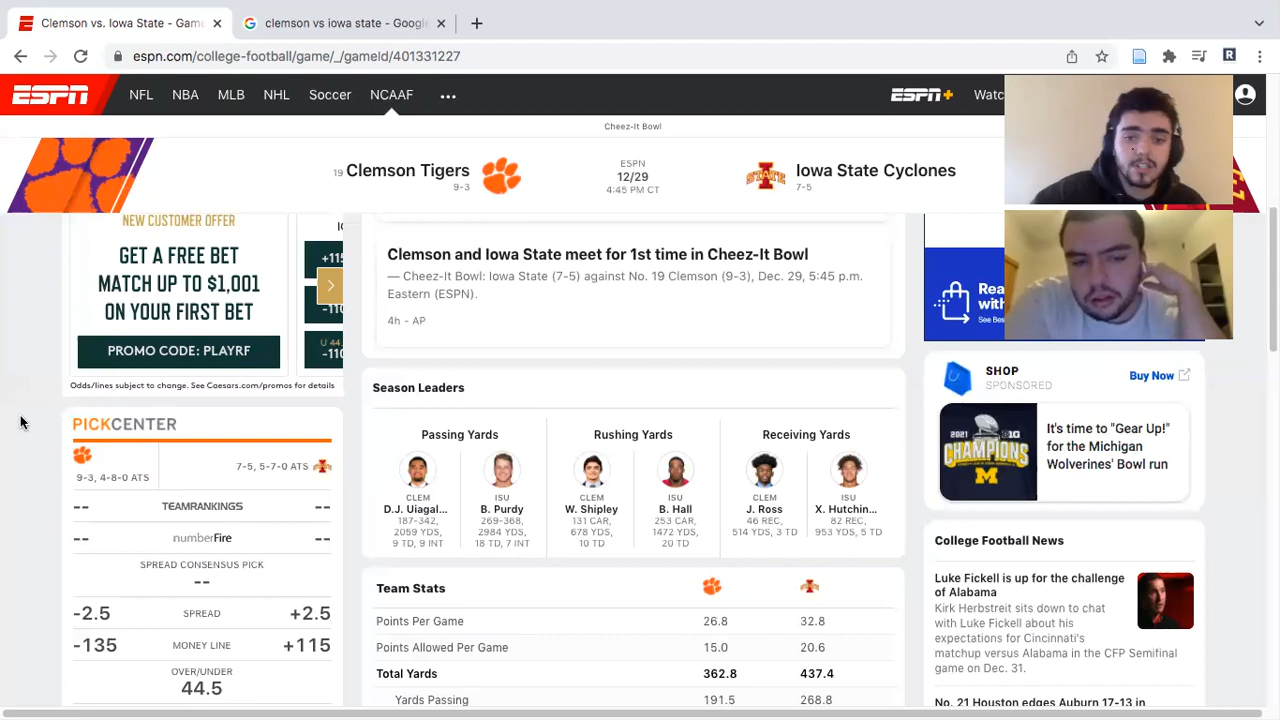 Clemson vs. Iowa State - Game
clemson vs iowa state - Google
espn.com/college-football/game/_/gameId/401331227
R
ESPN NFL NBA MLB NHL Soccer NCAAF ... ESPN+ Watc
Cheez-It Bowl
19 Clemson Tigers
9-3
ESPN
12/29
4:45 PM CT
STATE
Iowa State Cyclones
7-5
NEW CUSTOMER OFFER
GET A FREE BET
MATCH UP TO $1,001
ON YOUR FIRST BET
PROMO CODE: PLAYRF
+115
-110
U 44
-110
Odds/lines subject to change. See Caesars.com/promos for details
PICKCENTER
9-3, 4-8-0 ATS
7-5, 5-7-0 ATS
-- TEAMRANKINGS --
-- numberFire --
SPREAD CONSENSUS PICK
--
-2.5 SPREAD +2.5
-135 MONEY LINE +115
OVER/UNDER
44.5
Clemson and Iowa State meet for 1st time in Cheez-It Bowl
— Cheez-It Bowl: Iowa State (7-5) against No. 19 Clemson (9-3), Dec. 29, 5:45 p.m.
Eastern (ESPN).
4h - AP
Season Leaders
Passing Yards Rushing Yards Receiving Yards
CLEM ISU CLEM ISU CLEM ISU
D.J. Uiagal... B. Purdy W. Shipley B. Hall J. Ross X. Hutchin...
187-342, 269-368, 131 CAR, 253 CAR, 46 REC, 82 REC,
2059 YDS, 2984 YDS, 678 YDS, 1472 YDS, 514 YDS, 3 TD 953 YDS, 5 TD
9 TD, 9 INT 18 TD, 7 INT 10 TD 20 TD
Team Stats
Points Per Game 26.8 32.8
Points Allowed Per Game 15.0 20.6
Total Yards 362.8 437.4
Yards Passing 191.5 268.8
Rea
with
See Bes
SHOP
SPONSORED
Buy Now
2021 B1G
CHAMPIONS
M
It's time to "Gear Up!"
for the Michigan
Wolverines' Bowl run
College Football News
Luke Fickell is up for the challenge
of Alabama
Kirk Herbstreit sits down to chat
with Luke Fickell about his
expectations for Cincinnati's
matchup versus Alabama in the CFP Semifinal
game on Dec. 31.
No. 21 Houston edges Auburn 17-13 in